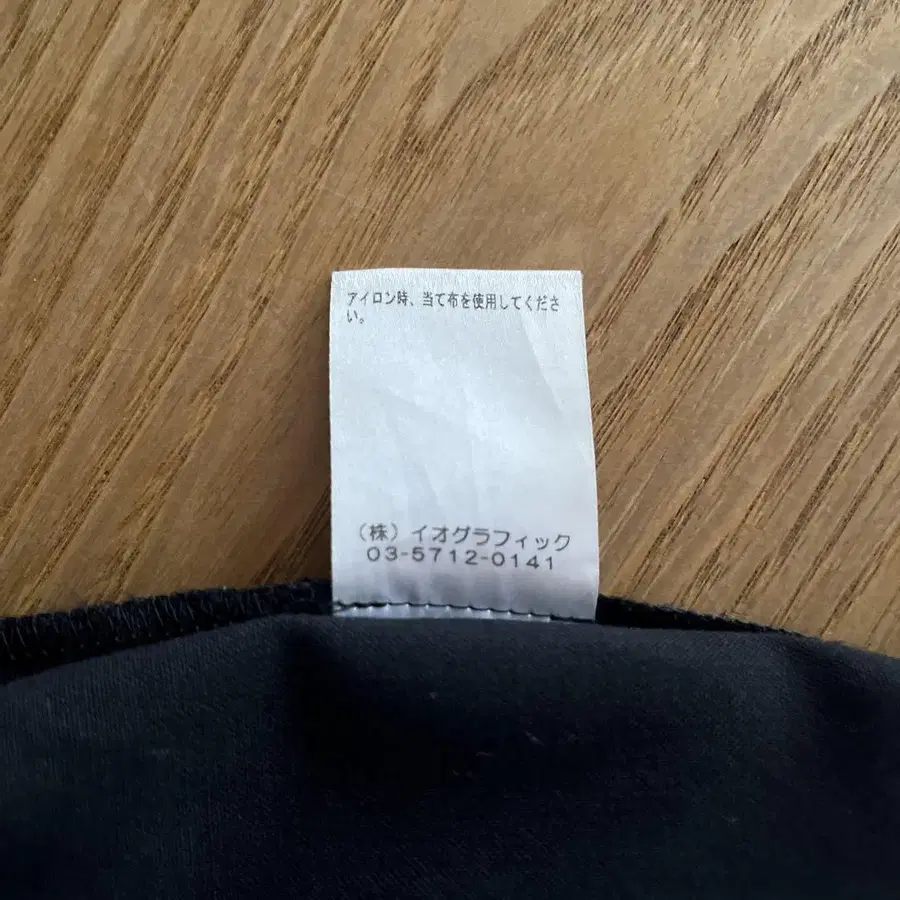 アイロン時、当て布を使用してくださ
い。
（株）イオグラフィック
03-5712-0141